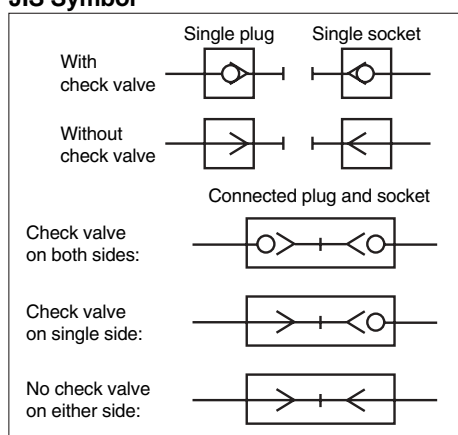 JIS Symbol
Single plug Single socket
With
check valve
Without
check valve
Connected plug and socket
Check valve
on both sides:
Check valve
on single side:
No check valve
on either side: